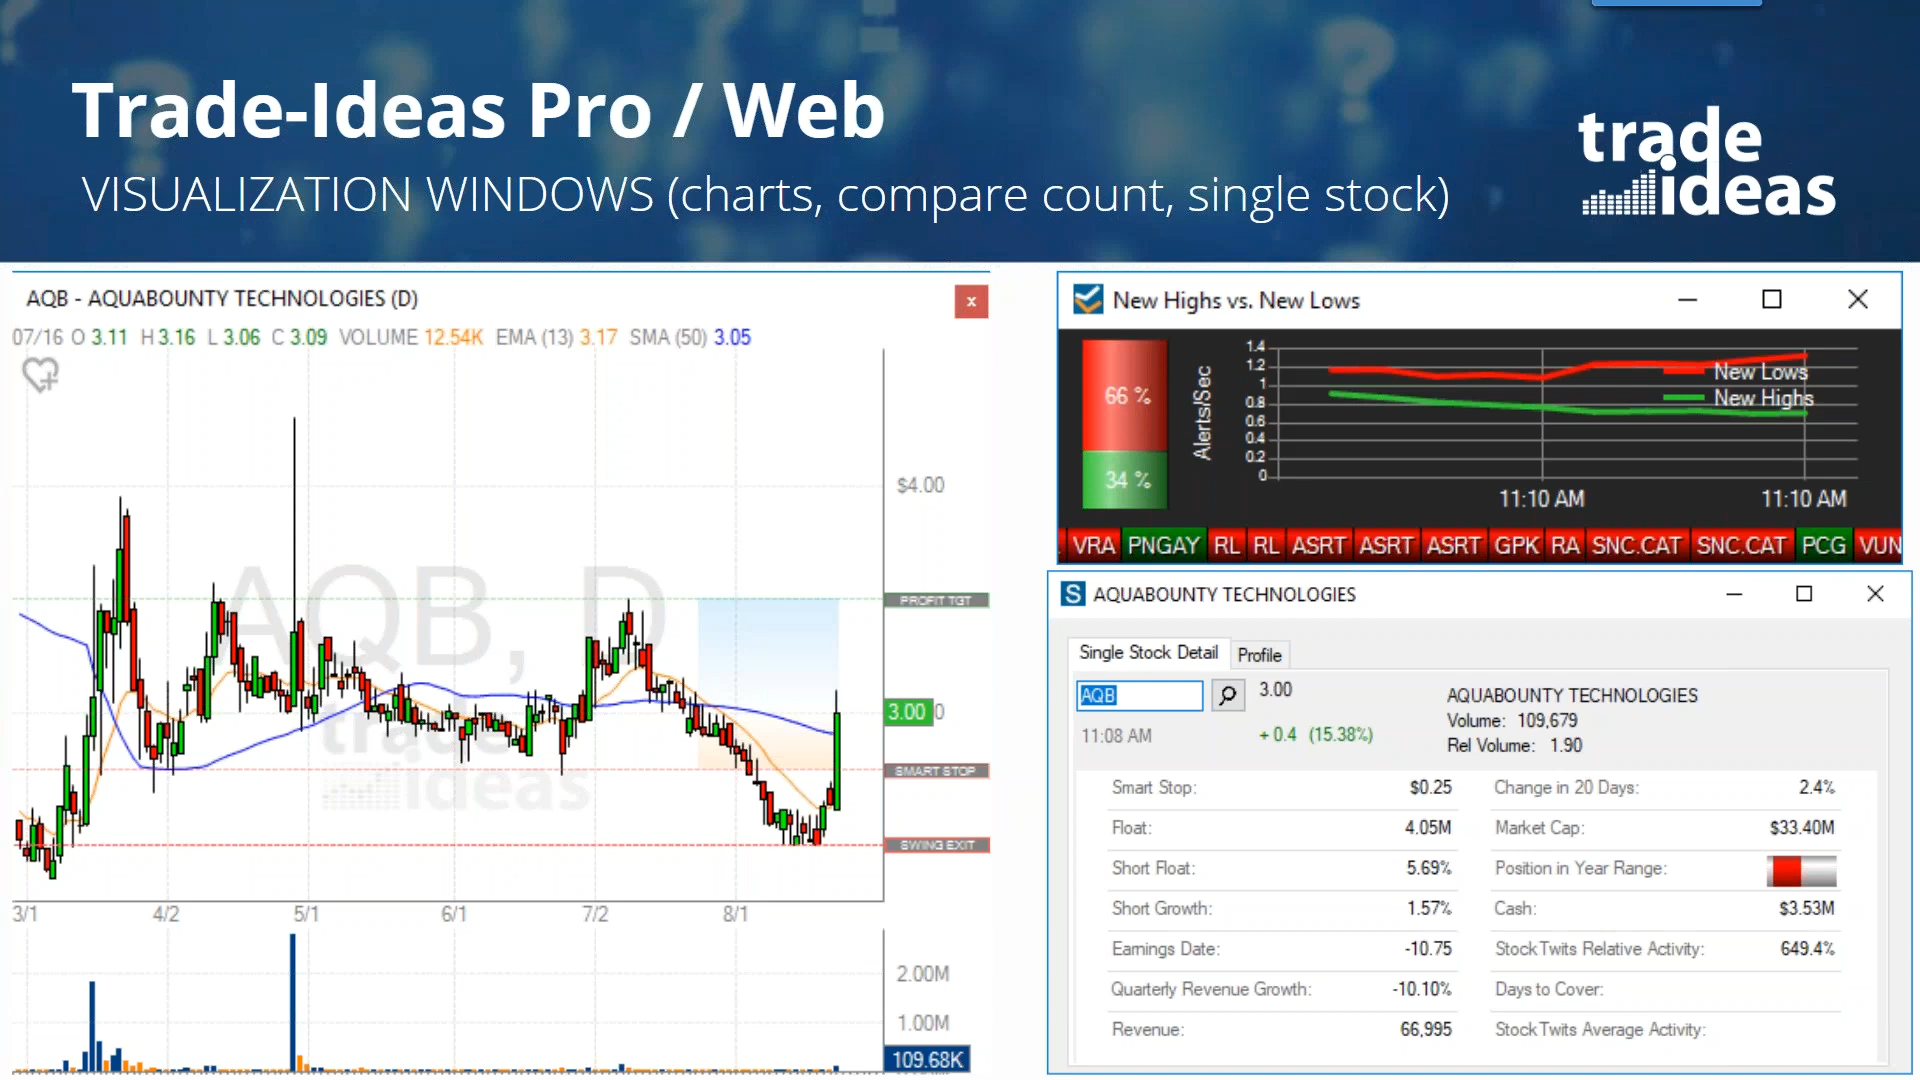 Trade-Ideas Pro / Web
VISUALIZATION WINDOWS (charts, compare count, single stock)
trade
ideas
AQB - AQUABOUNTY TECHNOLOGIES (D)
x
07/16 O 3.11 H 3.16 L 3.06 C 3.09 VOLUME 12.54K EMA (13) 3.17 SMA (50) 3.05
AQB, D
trade
ideas
$4.00
PROFIT TGT
3.00 0
SMART STOP
SWING EXIT
3/1 4/2 5/1 6/1 7/2 8/1
2.00M
1.00M
109.68K
New Highs vs. New Lows
66 %
34 %
Alerts/Sec
1.4
1.2
1
0.8
0.6
0.4
0.2
0
New Lows
New Highs
11:10 AM 11:10 AM
VRA PNGAY RL RL ASRT ASRT ASRT GPK RA SNC.CAT SNC.CAT PCG VUN
S AQUABOUNTY TECHNOLOGIES
Single Stock Detail Profile
AQB 3.00 AQUABOUNTY TECHNOLOGIES
Volume: 109,679
11:08 AM + 0.4 (15.38%) Rel Volume: 1.90
Smart Stop: $0.25 Change in 20 Days: 2.4%
Float: 4.05M Market Cap: $33.40M
Short Float: 5.69% Position in Year Range:
Short Growth: 1.57% Cash: $3.53M
Earnings Date: -10.75 StockTwits Relative Activity: 649.4%
Quarterly Revenue Growth: -10.10% Days to Cover:
Revenue: 66,995 StockTwits Average Activity: